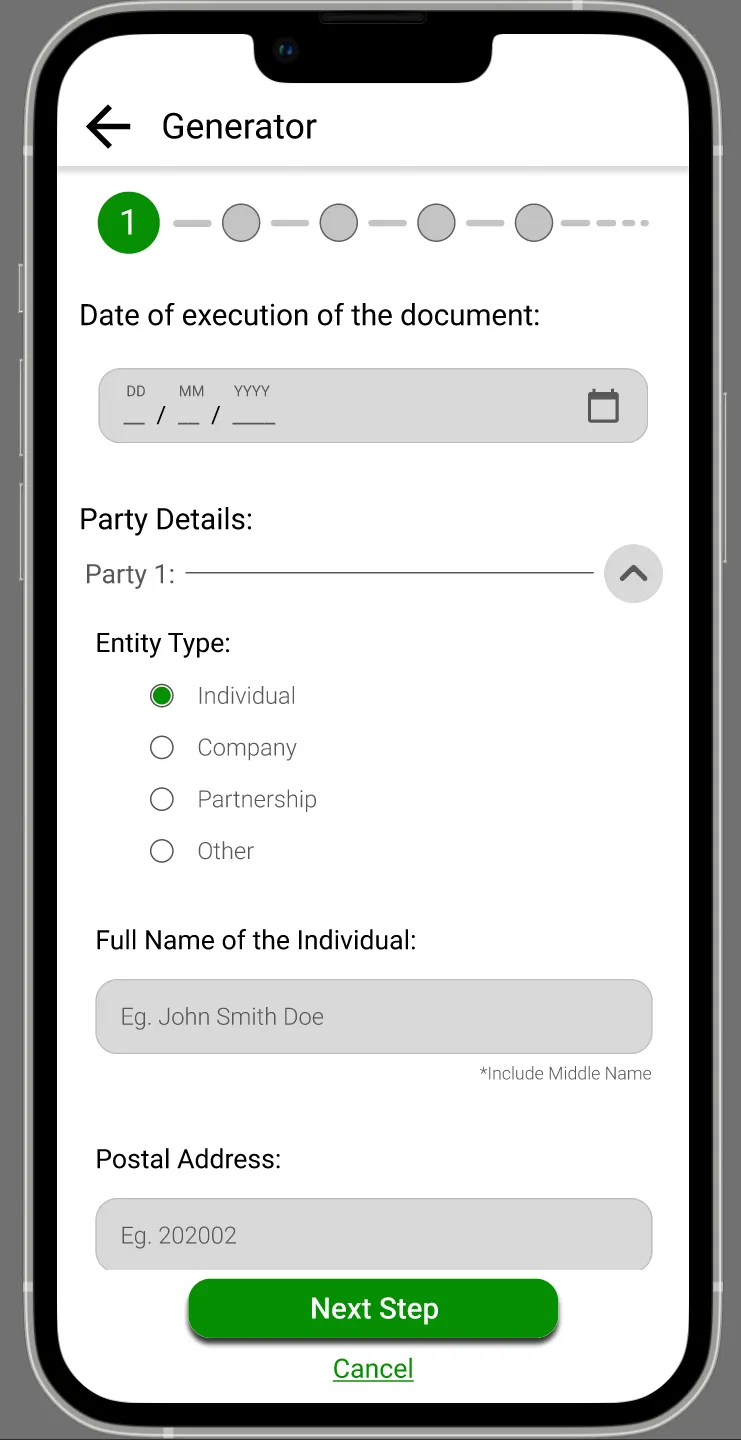 Generator
1
Date of execution of the document:
DD MM YYYY
__ / __ / ____
Party Details:
Party 1:
Entity Type:
Individual
Company
Partnership
Other
Full Name of the Individual:
Eg. John Smith Doe
*Include Middle Name
Postal Address:
Eg. 202002
Next Step
Cancel